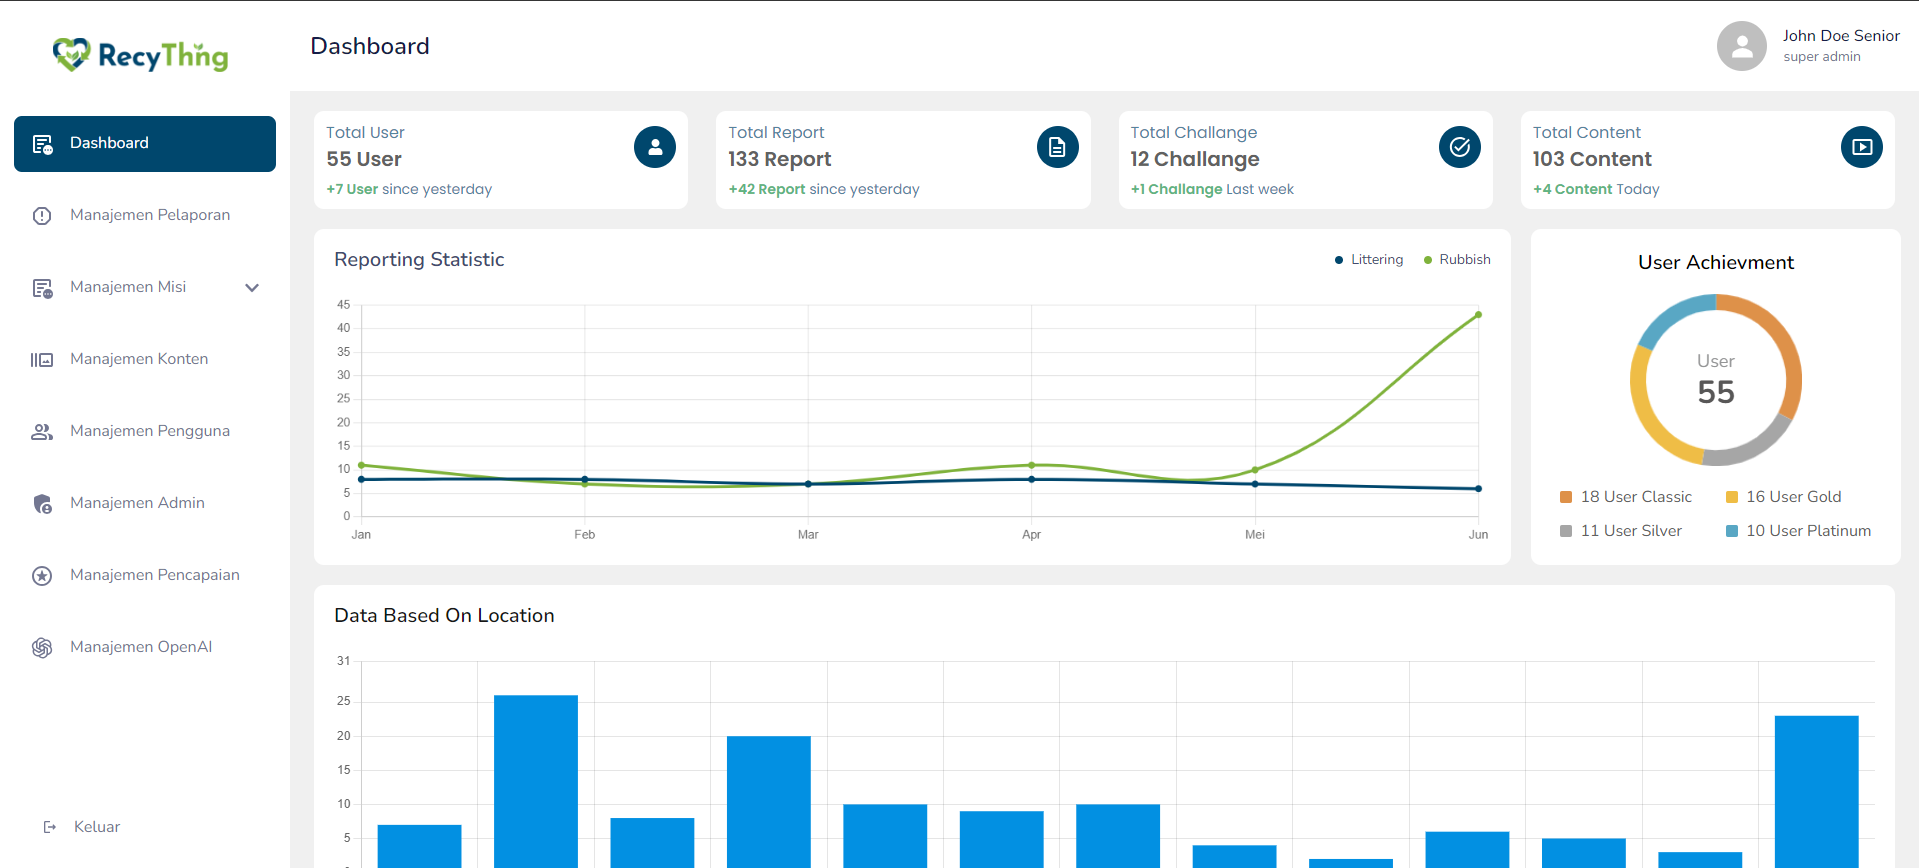 RecyThing
Dashboard
John Doe Senior
super admin
Dashboard
Manajemen Pelaporan
Manajemen Misi
Manajemen Konten
Manajemen Pengguna
Manajemen Admin
Manajemen Pencapaian
Manajemen OpenAI
Keluar
Total User
55 User
+7 User since yesterday
Total Report
133 Report
+42 Report since yesterday
Total Challange
12 Challange
+1 Challange Last week
Total Content
103 Content
+4 Content Today
Reporting Statistic
Littering Rubbish
45
40
35
30
25
20
15
10
5
0
Jan Feb Mar Apr Mei Jun
User Achievment
User
55
18 User Classic 16 User Gold
11 User Silver 10 User Platinum
Data Based On Location
31
25
20
15
10
5